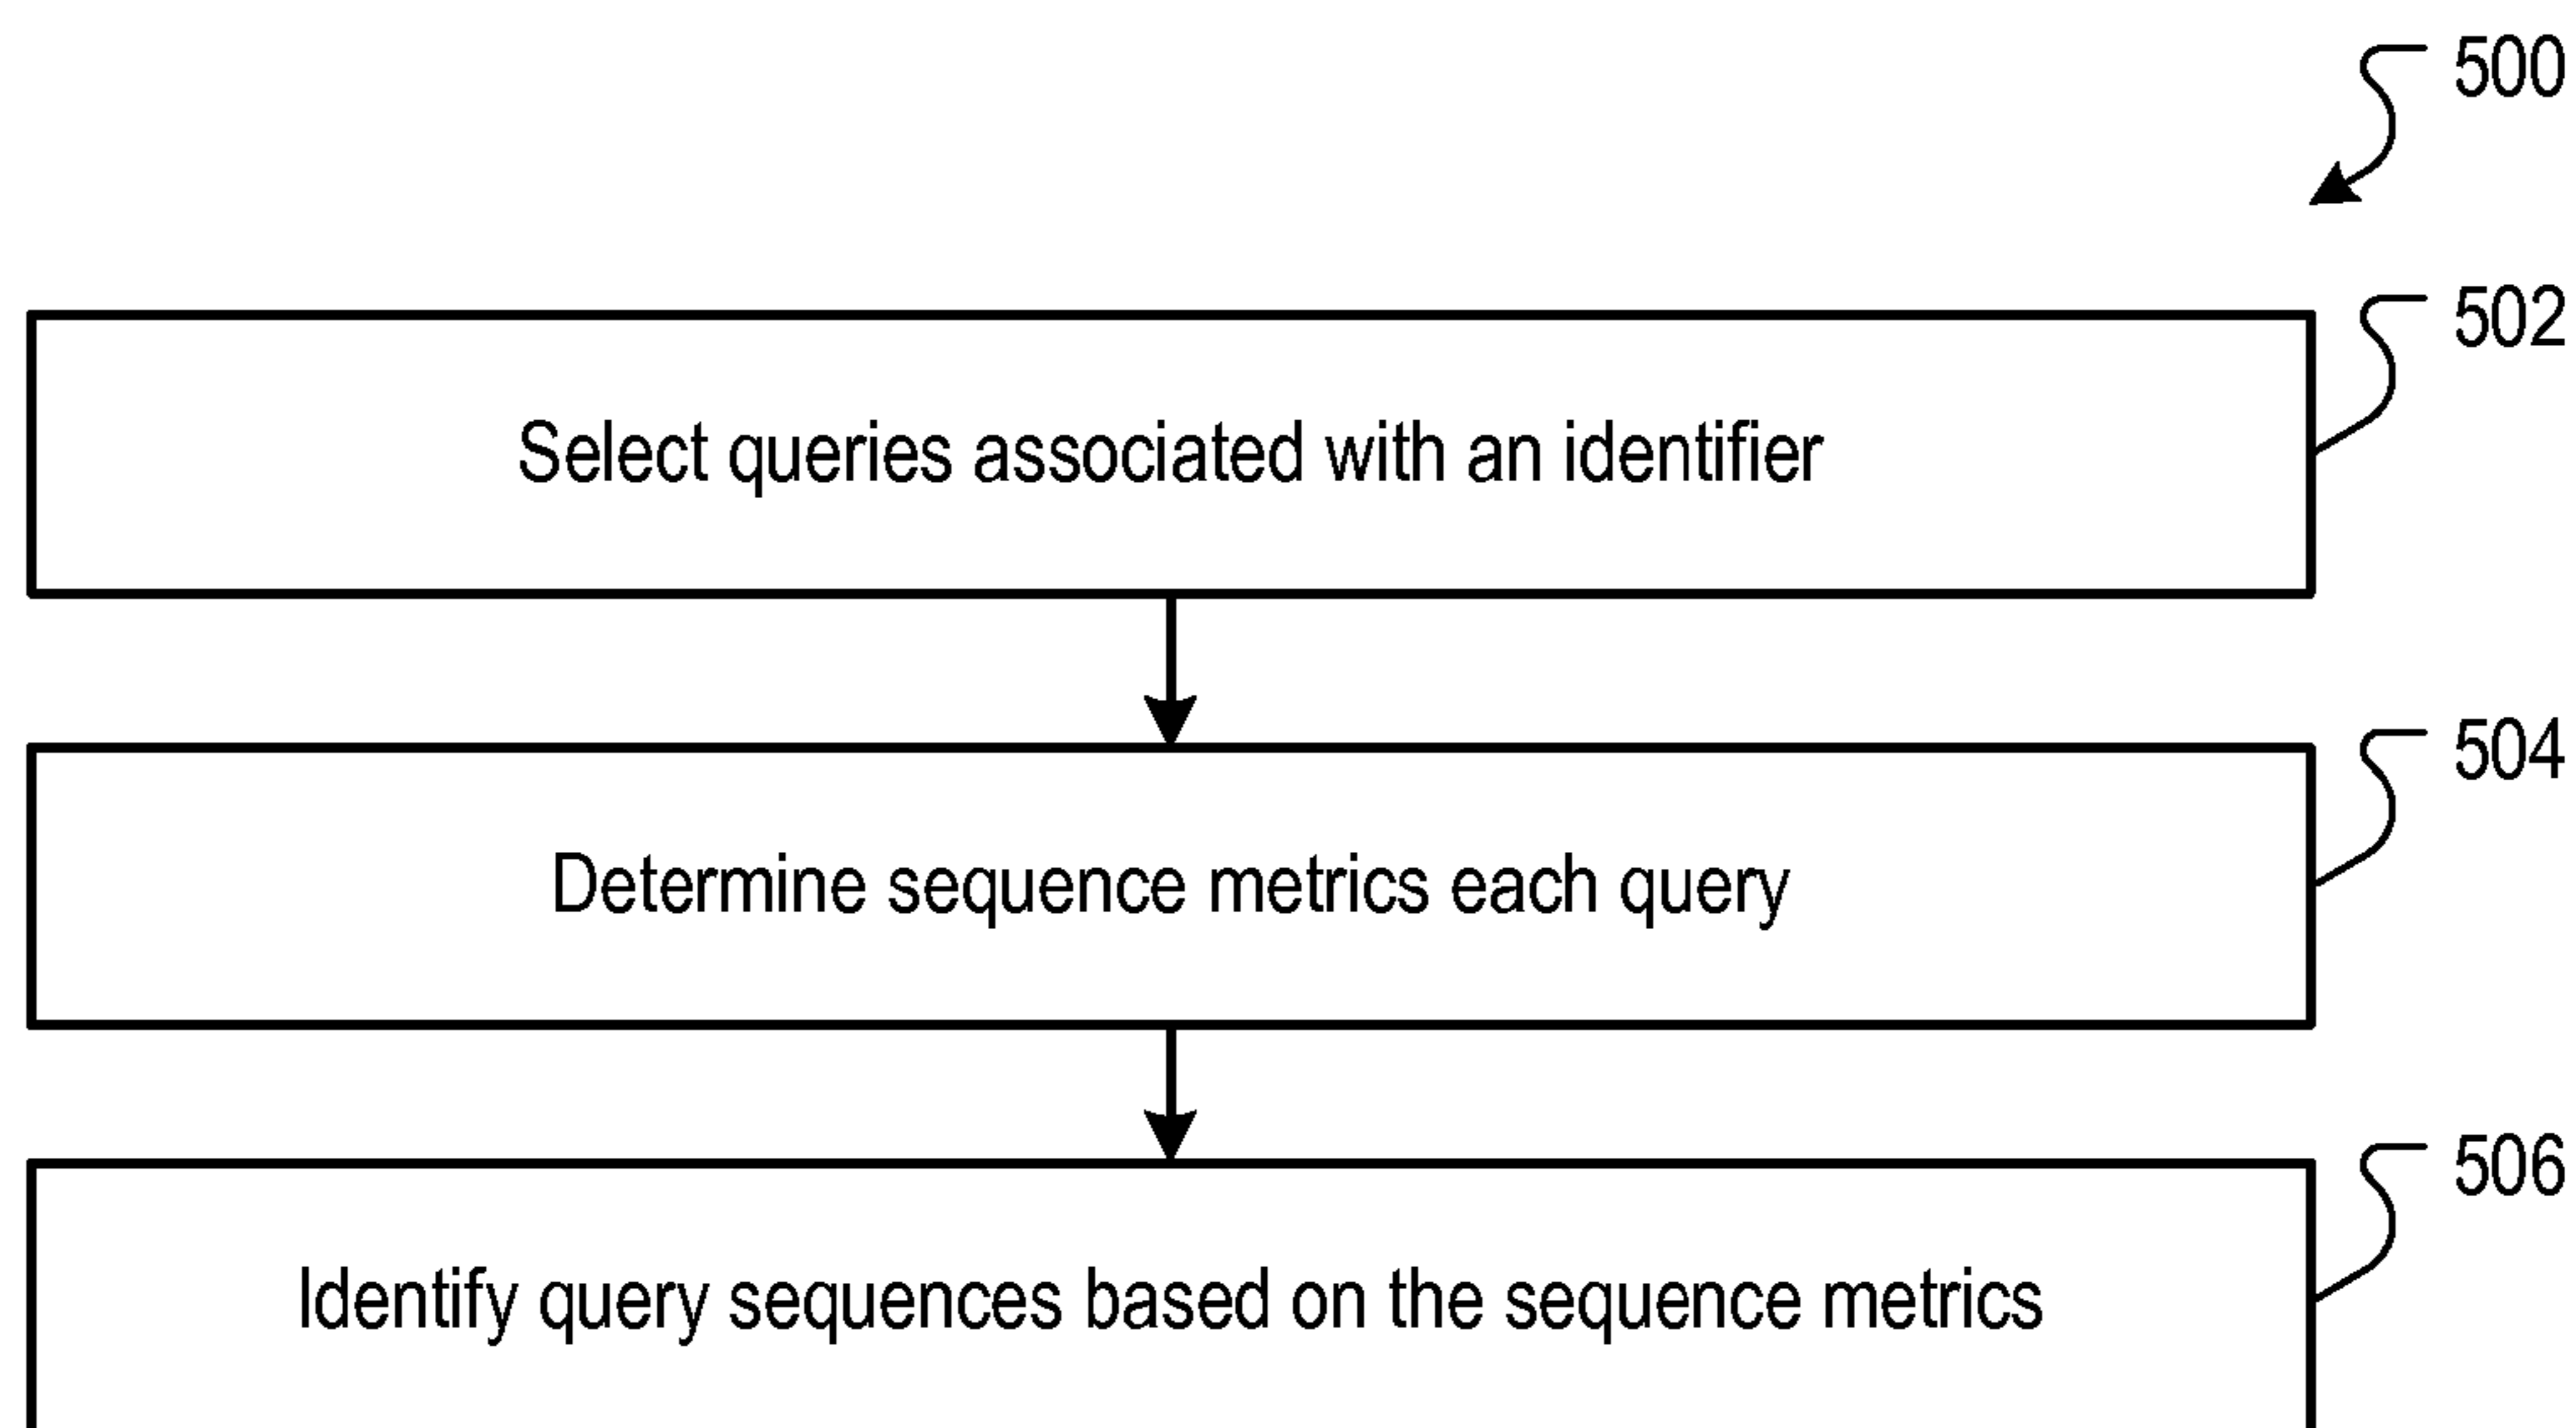 500
502
Select queries associated with an identifier
504
Determine sequence metrics each query
506
Identify query sequences based on the sequence metrics